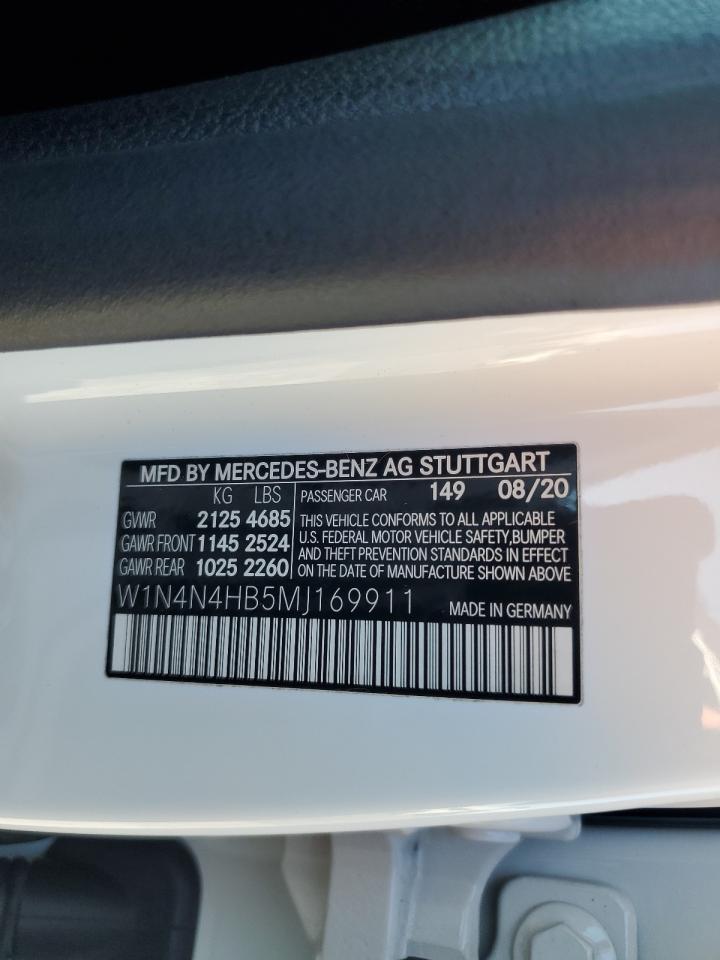 MFD BY MERCEDES-BENZ AG STUTTGART
KG LBS PASSENGER CAR 149 08/20
GVWR 2125 4685
GAWR FRONT 1145 2524
GAWR REAR 1025 2260
THIS VEHICLE CONFORMS TO ALL APPLICABLE
U.S. FEDERAL MOTOR VEHICLE SAFETY,BUMPER
AND THEFT PREVENTION STANDARDS IN EFFECT
ON THE DATE OF MANUFACTURE SHOWN ABOVE
W1N4N4HB5MJ169911 MADE IN GERMANY